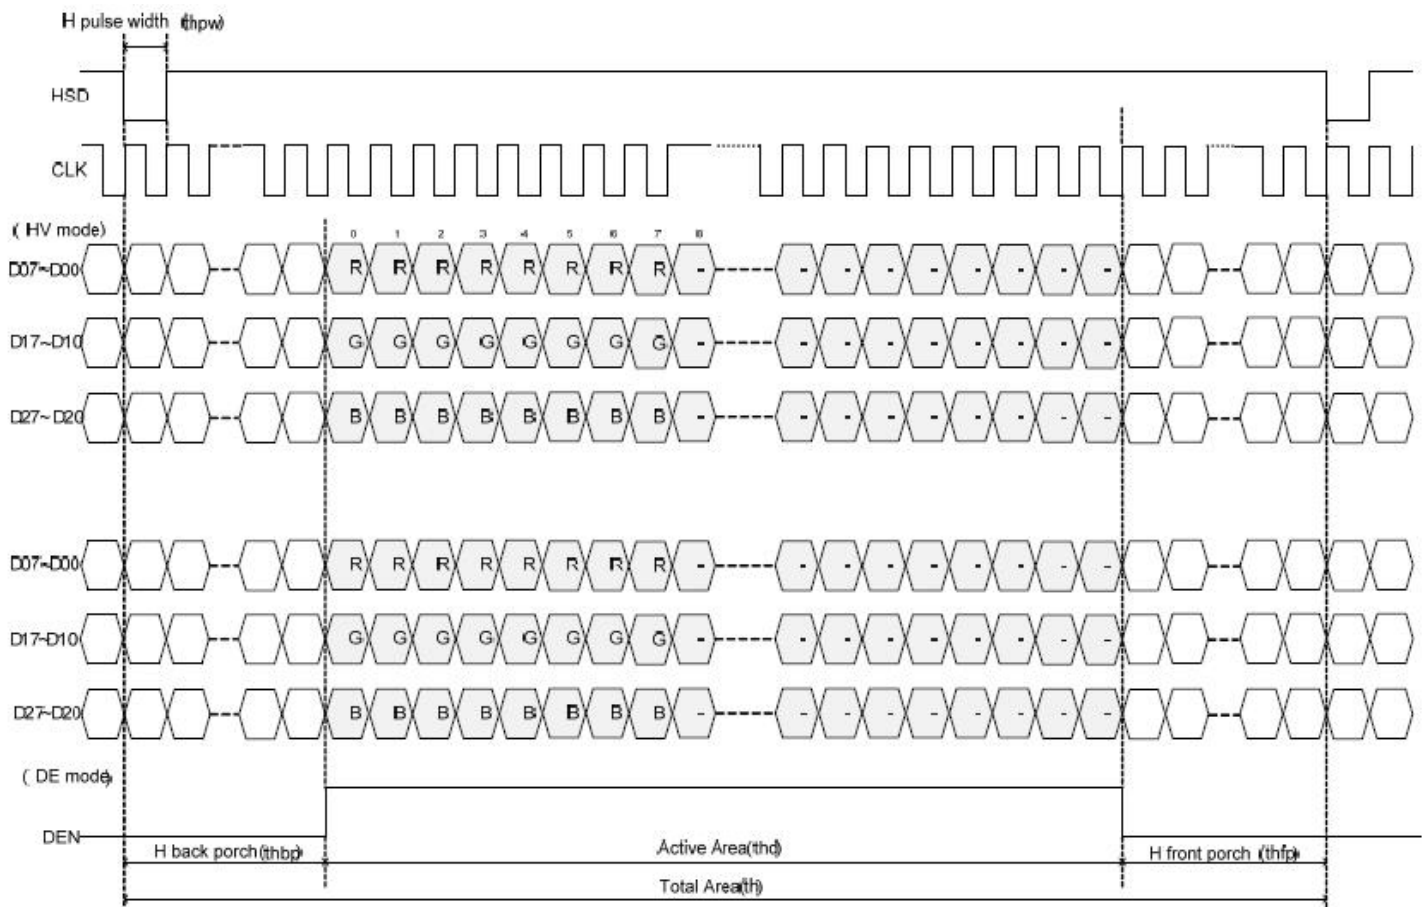 H pulse width (thpw)
HSD
CLK
( HV mode)
0 1 2 3 4 5 6 7 8
D07~D00 R R R R R R R R - - - - - - - - -
D17~D10 G G G G G G G G - - - - - - - - -
D27~D20 B B B B B B B B - - - - - - - - -
D07~D00 R R R R R R R R - - - - - - - - -
D17~D10 G G G G G G G G - - - - - - - - -
D27~D20 B B B B B B B B - - - - - - - - -
( DE mode)
DEN
H back porch (thbp) Active Area(thd) H front porch (thfp)
Total Area(th)